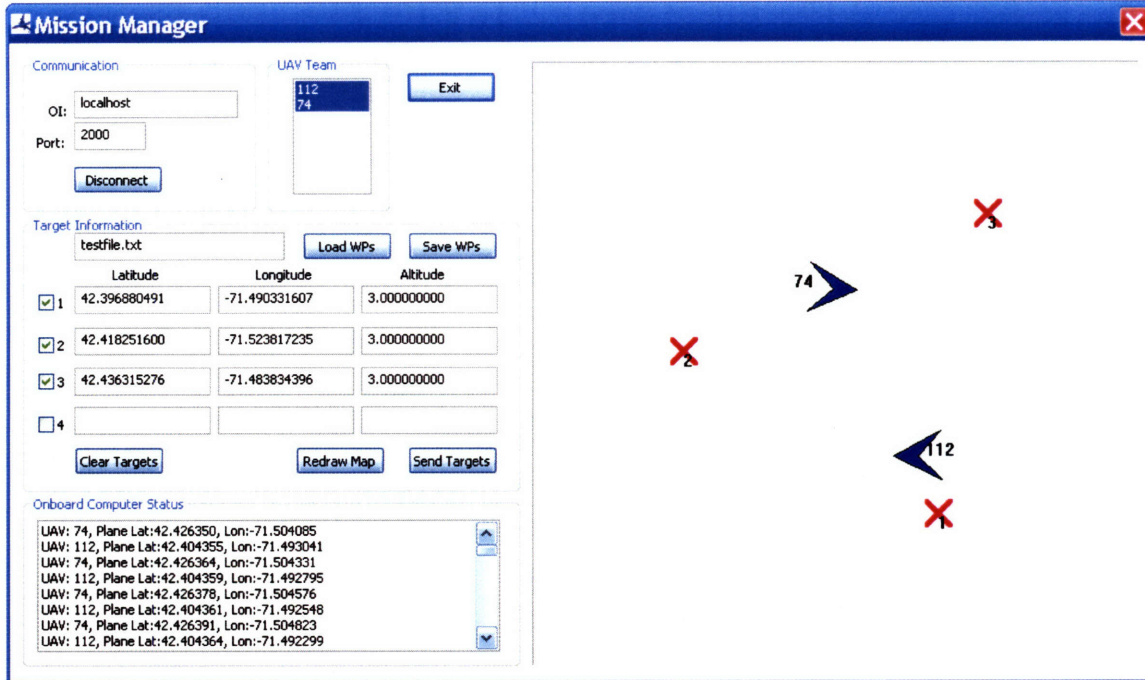 Mission Manager
Communication
OI: localhost
Port: 2000
Disconnect
UAV Team
112
74
Exit
Target Information
testfile.txt
Load WPs
Save WPs
Latitude Longitude Altitude
1 42.396880491 -71.490331607 3.000000000
2 42.418251600 -71.523817235 3.000000000
3 42.436315276 -71.483834396 3.000000000
4
Clear Targets
Redraw Map
Send Targets
Onboard Computer Status
UAV: 74, Plane Lat:42.426350, Lon:-71.504085
UAV: 112, Plane Lat:42.404355, Lon:-71.493041
UAV: 74, Plane Lat:42.426364, Lon:-71.504331
UAV: 112, Plane Lat:42.404359, Lon:-71.492795
UAV: 74, Plane Lat:42.426378, Lon:-71.504576
UAV: 112, Plane Lat:42.404361, Lon:-71.492548
UAV: 74, Plane Lat:42.426391, Lon:-71.504823
UAV: 112, Plane Lat:42.404364, Lon:-71.492299
3
74
2
112
1